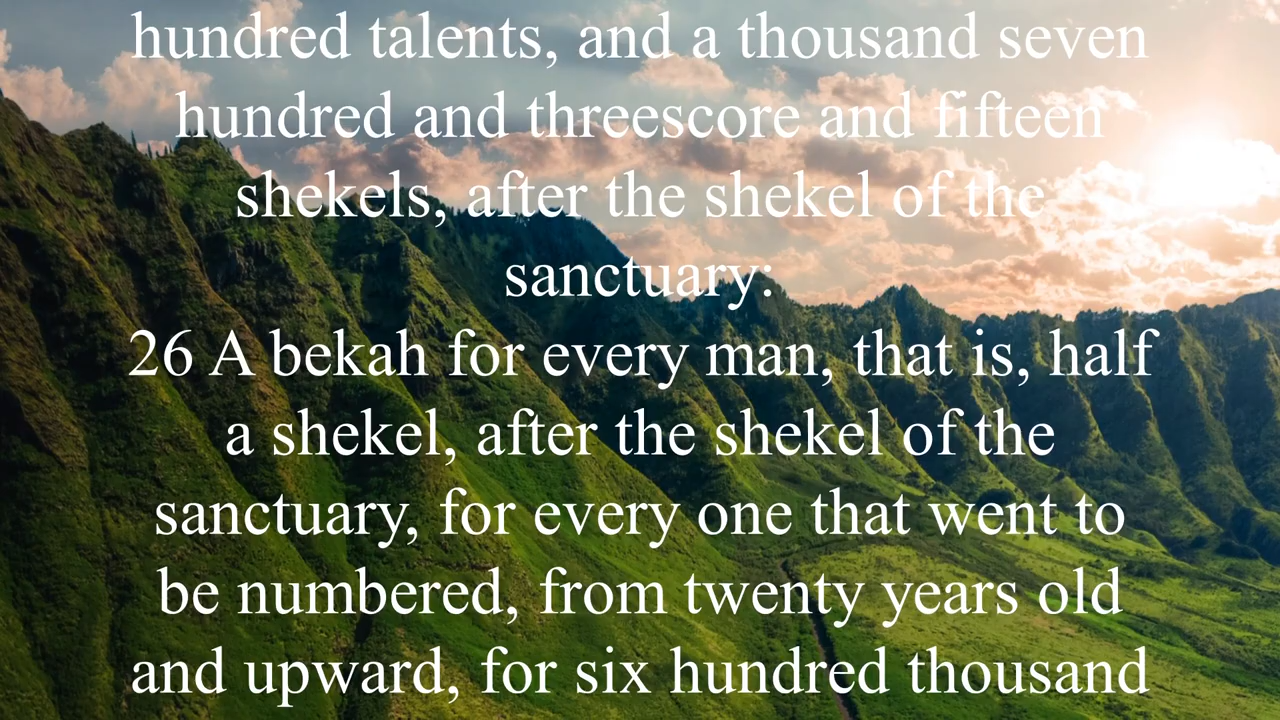 hundred talents, and a thousand seven
hundred and threescore and fifteen
shekels, after the shekel of the
sanctuary:
26 A bekah for every man, that is, half
a shekel, after the shekel of the
sanctuary, for every one that went to
be numbered, from twenty years old
and upward, for six hundred thousand